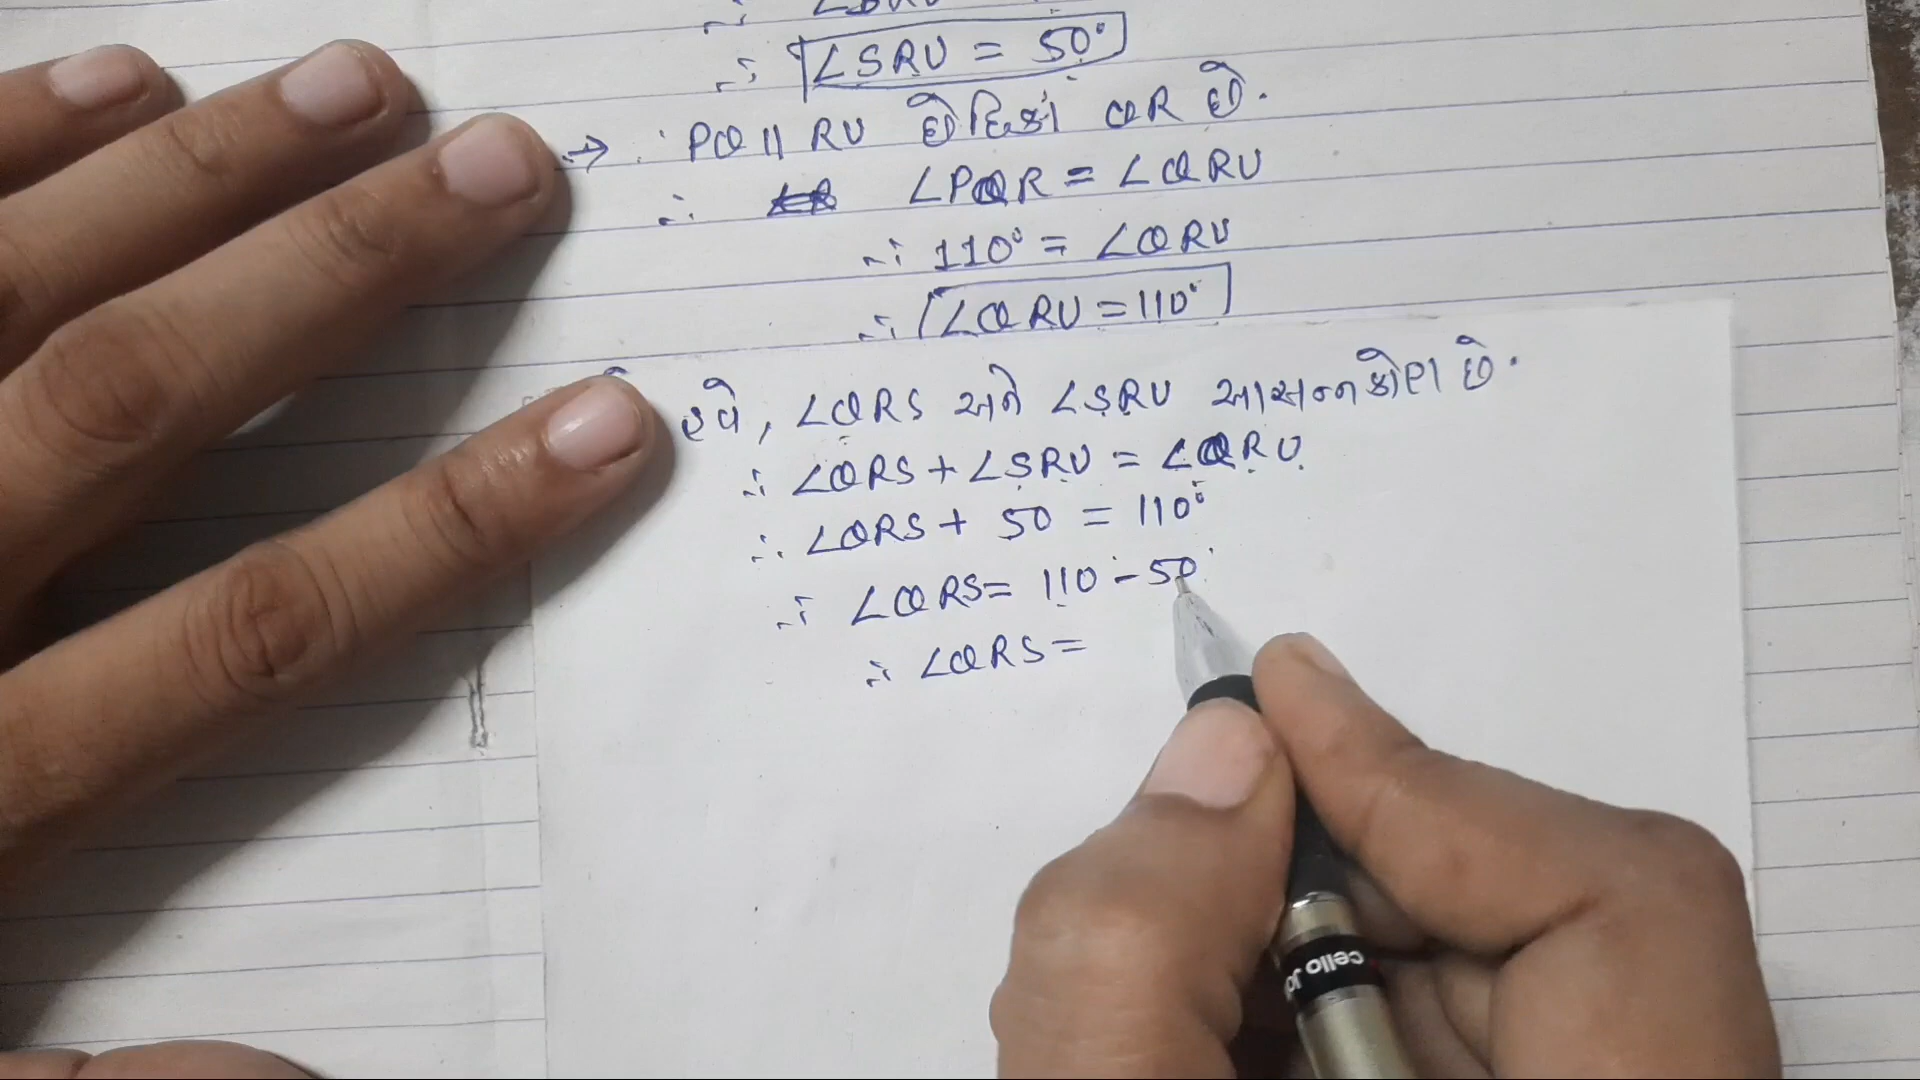 ∴ ∠SRU = 50°
→ ∴ PQ || RU છેદિકા QR છે.
∴ ∠PQR = ∠QRU
∴ 110° = ∠QRU
∴ ∠QRU = 110°
હવે, ∠QRS અને ∠SRU આસન્નકોણ છે.
∴ ∠QRS + ∠SRU = ∠QRU
∴ ∠QRS + 50 = 110°
∴ ∠QRS = 110° - 50°
∴ ∠QRS =
cello